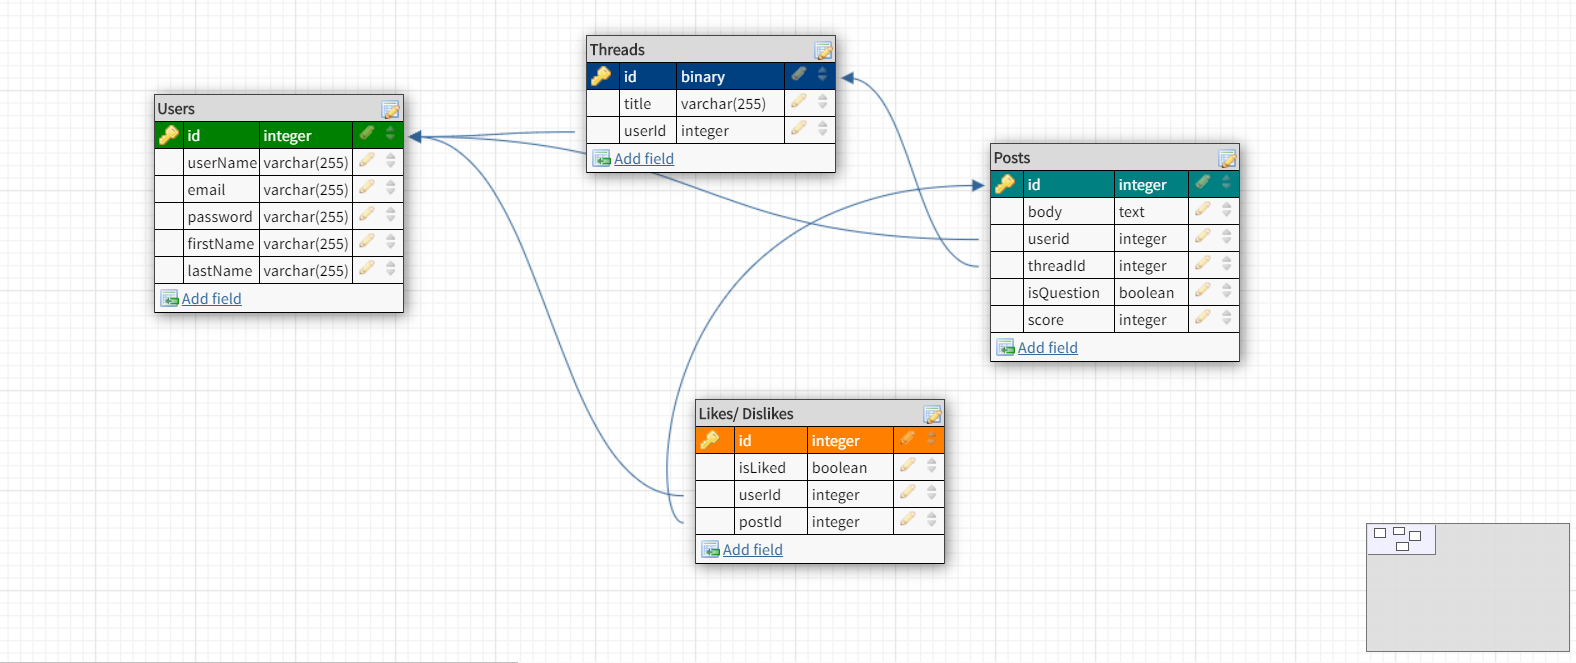 Threads
id binary
title varchar(255)
userId integer
Add field
Users
id integer
userName varchar(255)
email varchar(255)
password varchar(255)
firstName varchar(255)
lastName varchar(255)
Add field
Posts
id integer
body text
userid integer
threadId integer
isQuestion boolean
score integer
Add field
Likes/ Dislikes
id integer
isLiked boolean
userId integer
postId integer
Add field